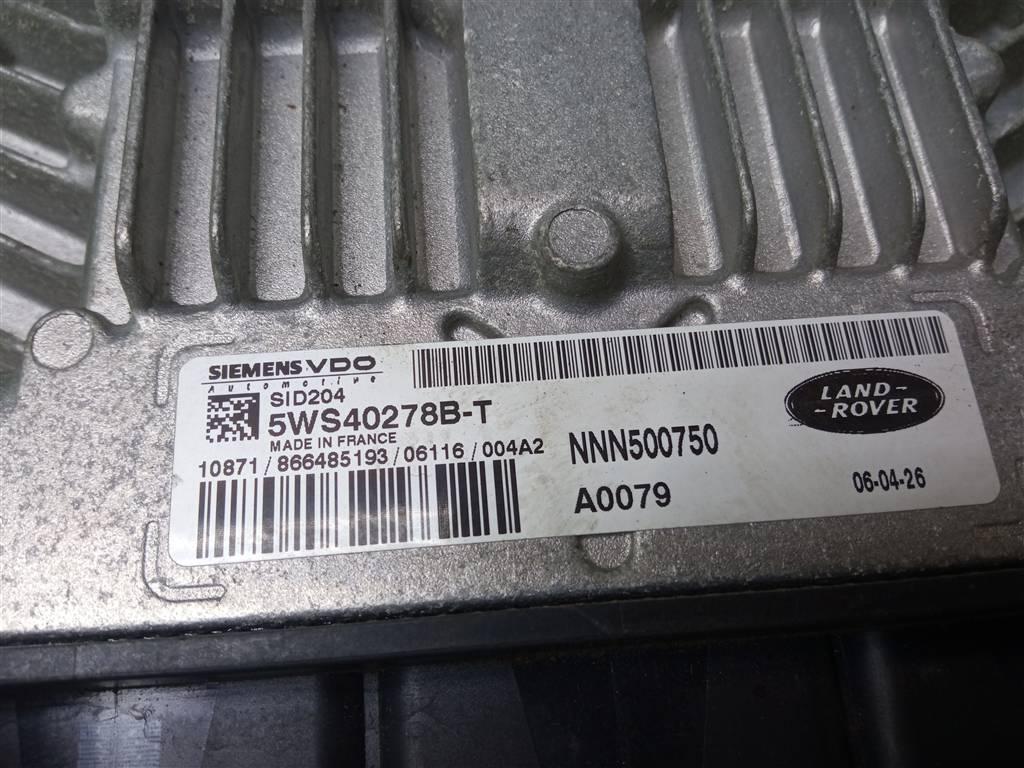 SIEMENS VDO
Automotive
SID204
5WS40278B-T
MADE IN FRANCE
10871/866485193/06116/004A2
LAND-
-ROVER
NNN500750
A0079
06-04-26